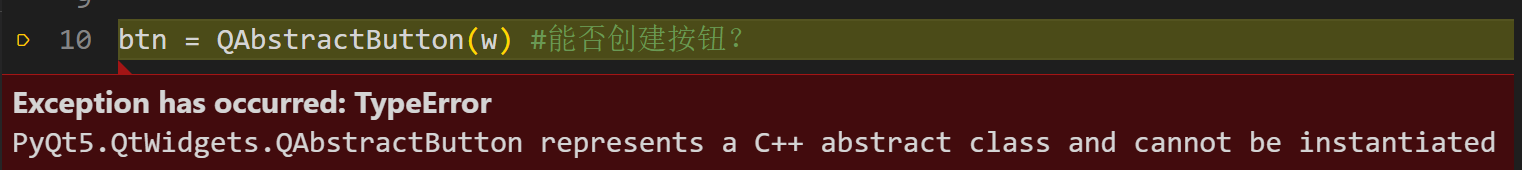 9
10 btn = QAbstractButton(w) #能否创建按钮？
Exception has occurred: TypeError
PyQt5.QtWidgets.QAbstractButton represents a C++ abstract class and cannot be instantiated